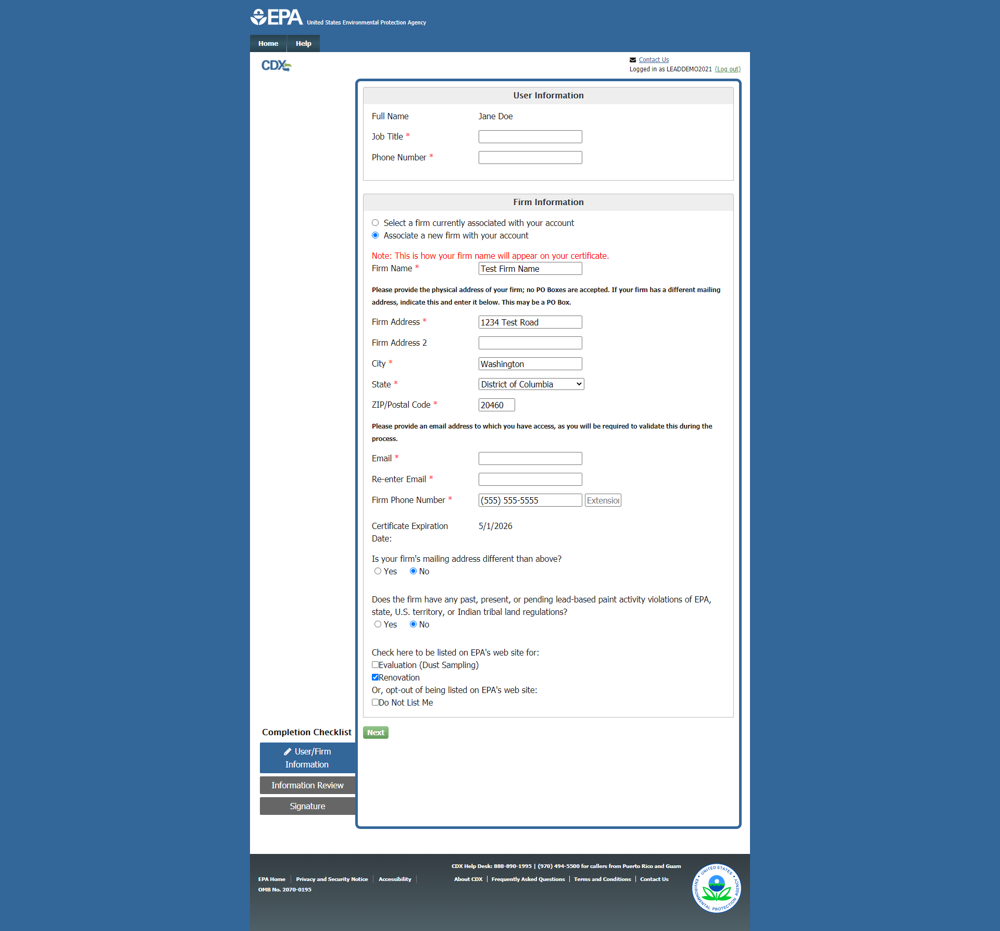 EPA United States Environmental Protection Agency
Home Help
CDX
Contact Us
Logged in as LEADDEMO2021 (Log out)
User Information
Full Name Jane Doe
Job Title *
Phone Number *
Firm Information
Select a firm currently associated with your account
Associate a new firm with your account
Note: This is how your firm name will appear on your certificate.
Firm Name * Test Firm Name
Please provide the physical address of your firm; no PO Boxes are accepted. If your firm has a different mailing
address, indicate this and enter it below. This may be a PO Box.
Firm Address * 1234 Test Road
Firm Address 2
City * Washington
State * District of Columbia
ZIP/Postal Code * 20460
Please provide an email address to which you have access, as you will be required to validate this during the
process.
Email *
Re-enter Email *
Firm Phone Number * (555) 555-5555 Extension
Certificate Expiration 5/1/2026
Date:
Is your firm's mailing address different than above?
Yes No
Does the firm have any past, present, or pending lead-based paint activity violations of EPA,
state, U.S. territory, or Indian tribal land regulations?
Yes No
Check here to be listed on EPA's web site for:
Evaluation (Dust Sampling)
Renovation
Or, opt-out of being listed on EPA's web site:
Do Not List Me
Next
Completion Checklist
User/Firm
Information
Information Review
Signature
CDX Help Desk: 888-890-1995 | (970) 494-5500 for callers from Puerto Rico and Guam
EPA Home Privacy and Security Notice Accessibility
About CDX Frequently Asked Questions Terms and Conditions Contact Us
OMB No. 2070-0195
UNITED STATES
ENVIRONMENTAL PROTECTION AGENCY